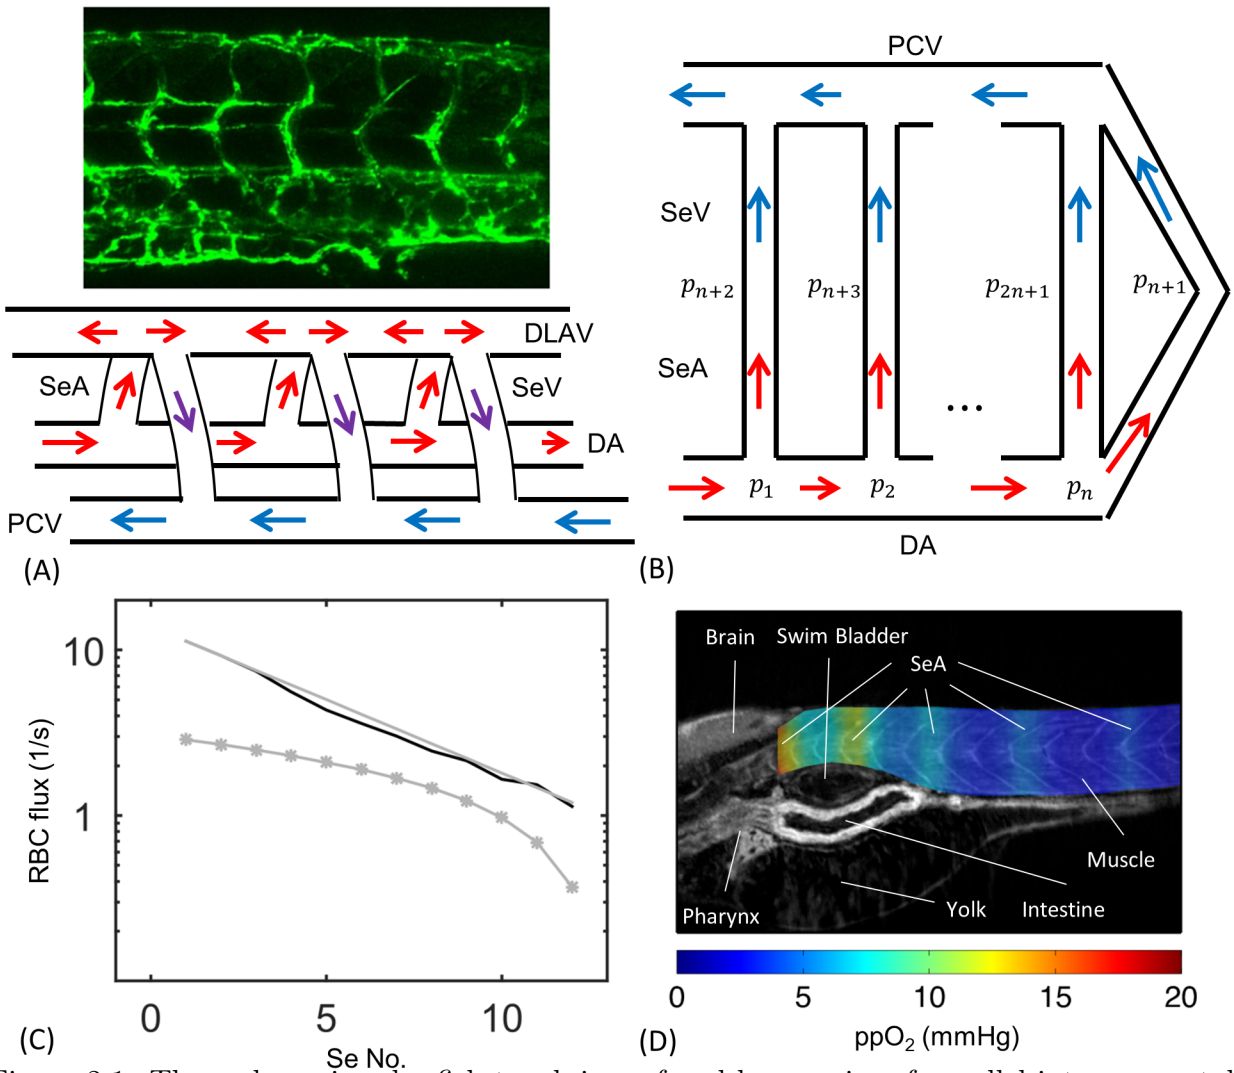 DLAV
SeA
SeV
DA
PCV
(A)
PCV
SeV
p_{n+2}
p_{n+3}
p_{2n+1}
p_{n+1}
SeA
...
p_1
p_2
p_n
DA
(B)
RBC flux (1/s)
10
1
0
5
10
Se No.
(C)
Brain
Swim Bladder
SeA
Muscle
Pharynx
Yolk
Intestine
0
5
10
15
20
ppO₂ (mmHg)
(D)